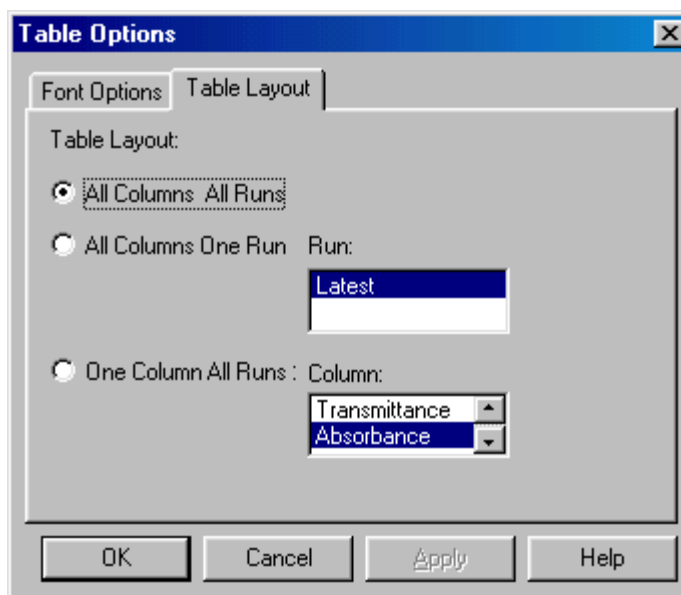 Table Options
Font Options Table Layout
Table Layout:
All Columns All Runs
All Columns One Run Run:
Latest
One Column All Runs : Column:
Transmittance
Absorbance
OK Cancel Apply Help